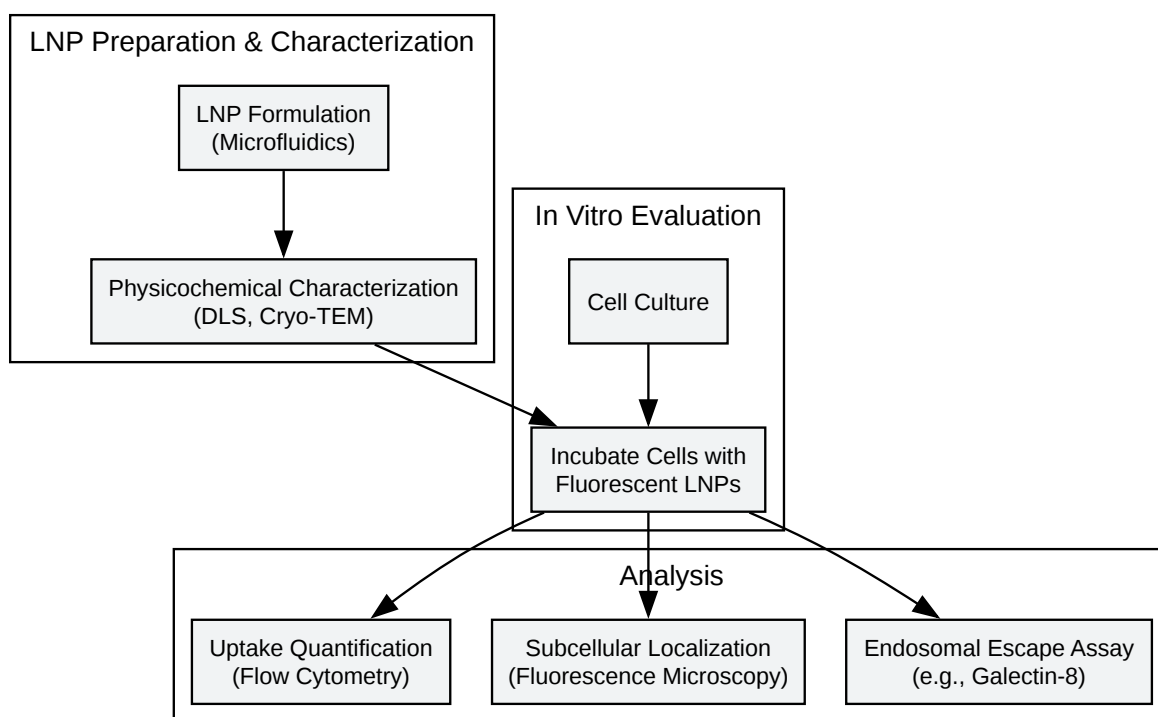 LNP Preparation & Characterization
LNP Formulation
(Microfluidics)
Physicochemical Characterization
(DLS, Cryo-TEM)
In Vitro Evaluation
Cell Culture
Incubate Cells with
Fluorescent LNPs
Analysis
Uptake Quantification
(Flow Cytometry)
Subcellular Localization
(Fluorescence Microscopy)
Endosomal Escape Assay
(e.g., Galectin-8)